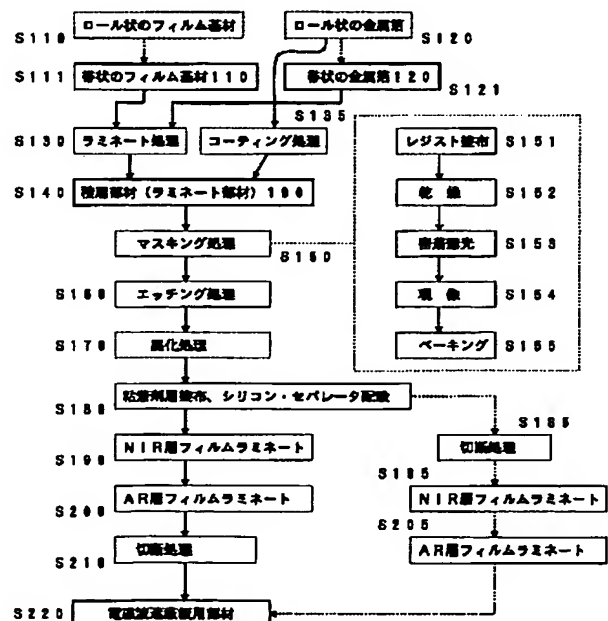 ロール状のフィルム基材
S110
ロール状の金属箔
S120
S111
帯状のフィルム基材110
帯状の金属箔120
S121
S130
ラミネート処理
S135
コーティング処理
S140
積層部材(ラミネート部材)190
マスキング処理
S150
レジスト塗布
S151
乾燥
S152
密着露光
S153
現像
S154
ベーキング
S155
S160
エッチング処理
S170
黒化処理
S180
粘着剤層塗布、シリコン・セパレータ配設
S185
切断処理
S190
NIR層フィルムラミネート
S195
NIR層フィルムラミネート
S200
AR層フィルムラミネート
S205
AR層フィルムラミネート
S210
切断処理
S220
電磁波遮蔽板用部材